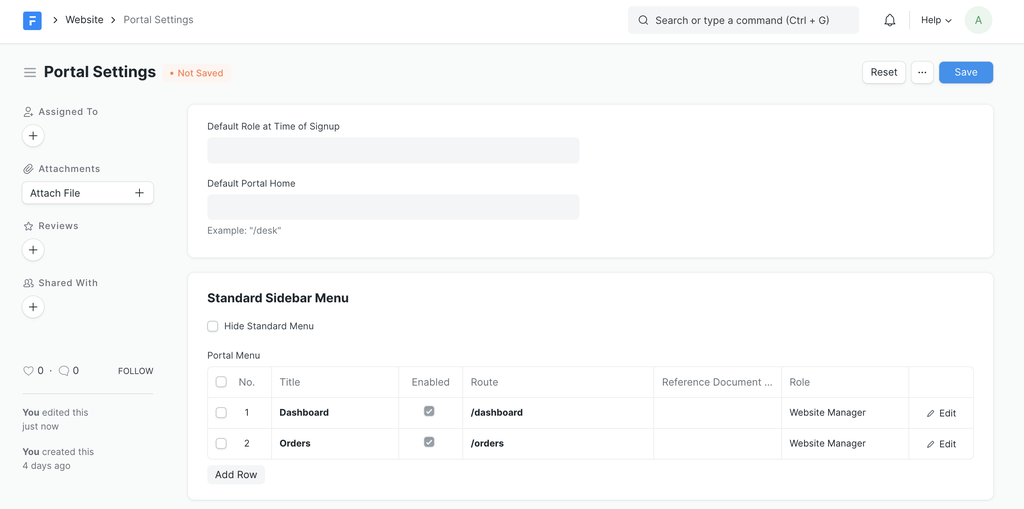 F Website Portal Settings Search or type a command (Ctrl + G) Help A
Portal Settings • Not Saved Reset ... Save
Assigned To
+
Attachments
Attach File +
Reviews
+
Shared With
+
0 · 0 FOLLOW
You edited this
just now
You created this
4 days ago
Default Role at Time of Signup
Default Portal Home
Example: "/desk"
Standard Sidebar Menu
Hide Standard Menu
Portal Menu
No. Title Enabled Route Reference Document ... Role
1 Dashboard /dashboard Website Manager Edit
2 Orders /orders Website Manager Edit
Add Row